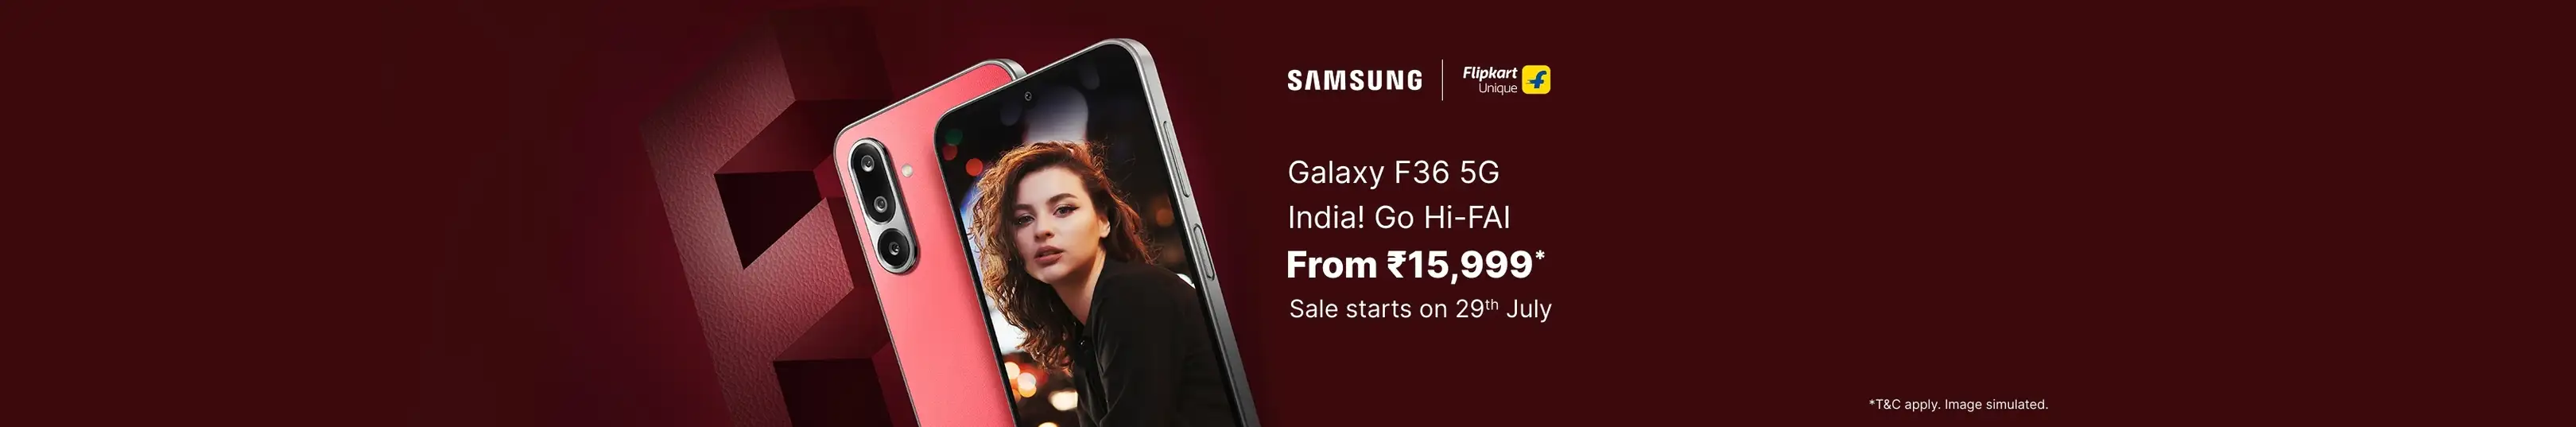 SAMSUNG
Flipkart
Unique
Galaxy F36 5G
India! Go Hi-FAI
From ₹15,999*
Sale starts on 29th July
*T&C apply. Image simulated.